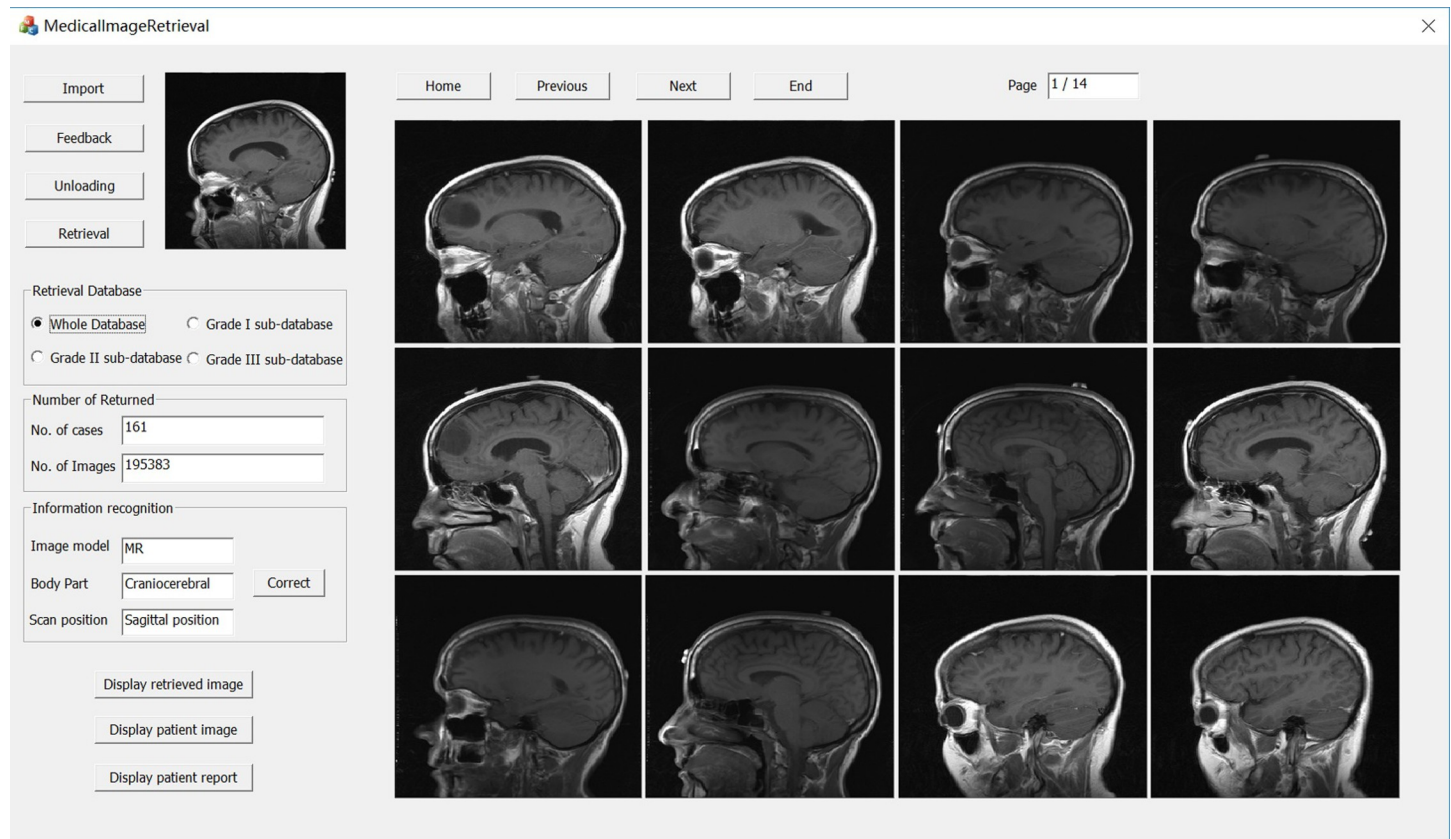 MedicalImageRetrieval
Import
Feedback
Unloading
Retrieval
Home Previous Next End Page 1 / 14
Retrieval Database
Whole Database Grade I sub-database
Grade II sub-database Grade III sub-database
Number of Returned
No. of cases 161
No. of Images 195383
Information recognition
Image model MR
Body Part Craniocerebral Correct
Scan position Sagittal position
Display retrieved image
Display patient image
Display patient report